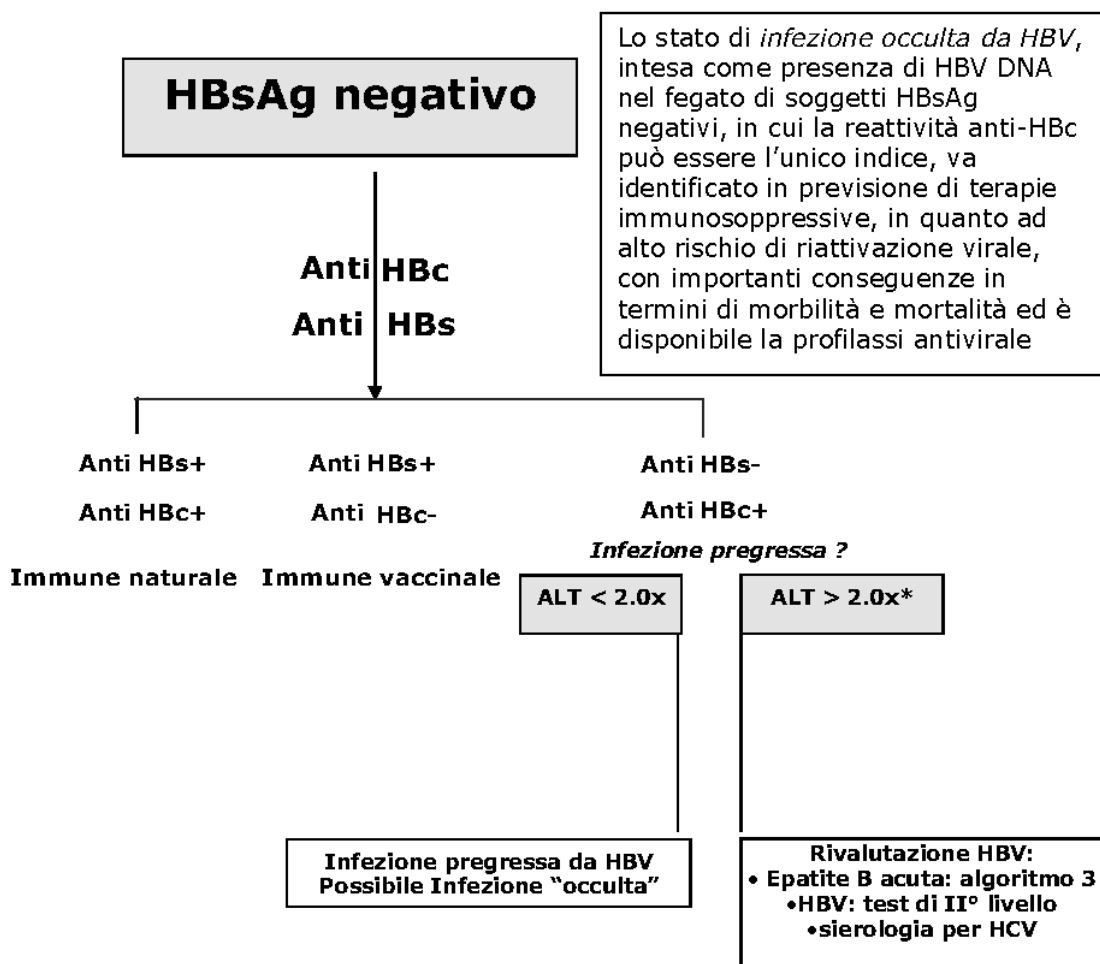 HBsAg negativo
Lo stato di infezione occulta da HBV,
intesa come presenza di HBV DNA
nel fegato di soggetti HBsAg
negativi, in cui la reattività anti-HBc
può essere l'unico indice, va
identificato in previsione di terapie
immunosoppressive, in quanto ad
alto rischio di riattivazione virale,
con importanti conseguenze in
termini di morbilità e mortalità ed è
disponibile la profilassi antivirale
Anti HBc
Anti HBs
Anti HBs+
Anti HBc+
Immune naturale
Anti HBs+
Anti HBc-
Immune vaccinale
Anti HBs-
Anti HBc+
Infezione pregressa ?
ALT < 2.0x
ALT > 2.0x*
Infezione pregressa da HBV
Possibile Infezione “occulta”
Rivalutazione HBV:
• Epatite B acuta: algoritmo 3
•HBV: test di II° livello
•sierologia per HCV